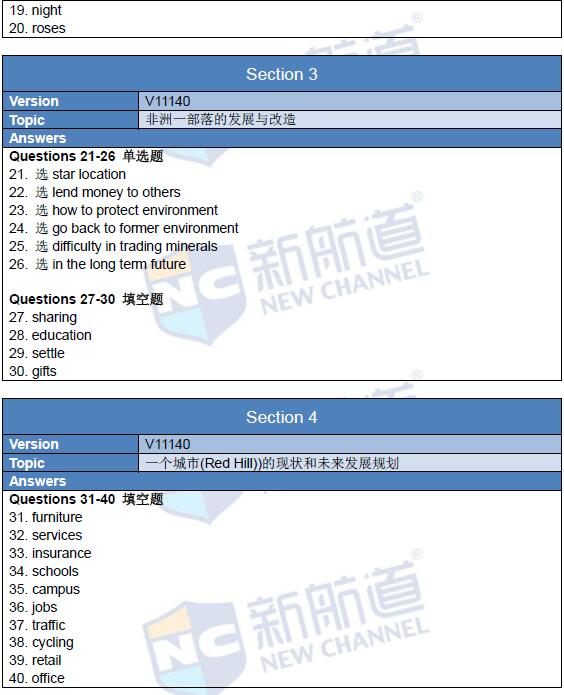 19. night
20. roses
Section 3
Version V11140
Topic 非洲一部落的发展与改造
Answers
Questions 21-26 单选题
21. 选 star location
22. 选 lend money to others
23. 选 how to protect environment
24. 选 go back to former environment
25. 选 difficulty in trading minerals
26. 选 in the long term future
Questions 27-30 填空题
27. sharing
28. education
29. settle
30. gifts
新航道®
NEW CHANNEL
NC
Section 4
Version V11140
Topic 一个城市(Red Hill))的现状和未来发展规划
Answers
Questions 31-40 填空题
31. furniture
32. services
33. insurance
34. schools
35. campus
36. jobs
37. traffic
38. cycling
39. retail
40. office
新航道®
NEW CHANNEL
NC